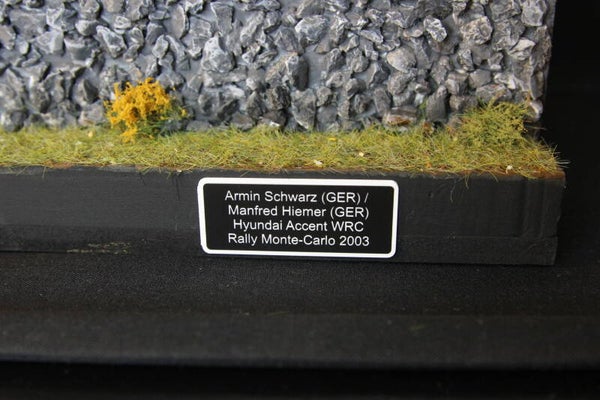 Armin Schwarz (GER) /
Manfred Hiemer (GER)
Hyundai Accent WRC
Rally Monte-Carlo 2003